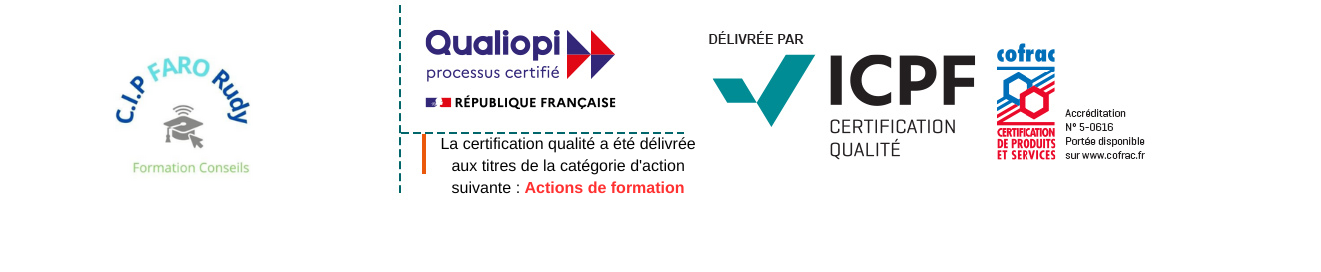 C.I.P FARO Rudy
Formation Conseils
Qualiopi
processus certifié
RÉPUBLIQUE FRANÇAISE
La certification qualité a été délivrée
aux titres de la catégorie d'action
suivante : Actions de formation
DÉLIVRÉE PAR
ICPF
CERTIFICATION
QUALITÉ
cofrac
CERTIFICATION
DE PRODUITS
ET SERVICES
Accréditation
N° 5-0616
Portée disponible
sur www.cofrac.fr